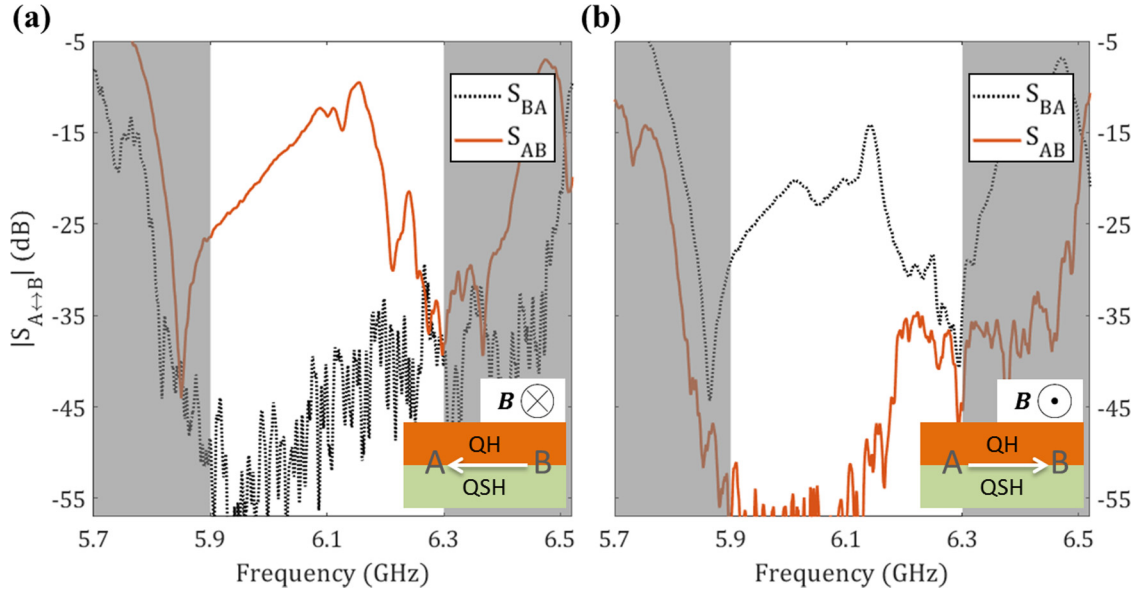 (a)
(b)
|S_A↔B| (dB)
-5
-15
-25
-35
-45
-55
S_BA
S_AB
B
QH
A B
QSH
5.7 5.9 6.1 6.3 6.5
Frequency (GHz)
S_BA
S_AB
B
QH
A B
QSH
-5
-15
-25
-35
-45
-55
5.7 5.9 6.1 6.3 6.5
Frequency (GHz)